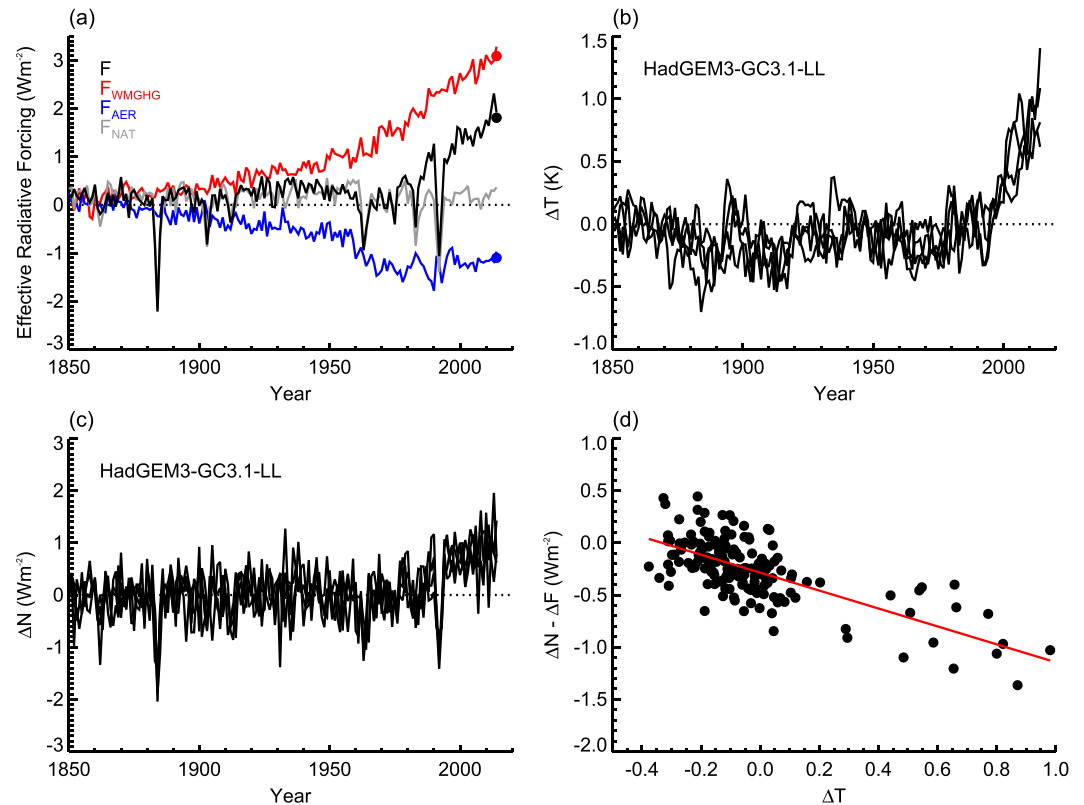 (a)
Effective Radiative Forcing (Wm-2)
3
2
1
0
-1
-2
-3
F
FWMGHG
FAER
FNAT
1850
1900
1950
2000
Year
(b)
ΔT (K)
1.5
1.0
0.5
0.0
-0.5
-1.0
HadGEM3-GC3.1-LL
1850
1900
1950
2000
Year
(c)
ΔN (Wm-2)
3
2
1
0
-1
-2
-3
HadGEM3-GC3.1-LL
1850
1900
1950
2000
Year
(d)
ΔN - ΔF (Wm-2)
1.0
0.5
0.0
-0.5
-1.0
-1.5
-2.0
-0.4
-0.2
0.0
0.2
0.4
0.6
0.8
1.0
ΔT